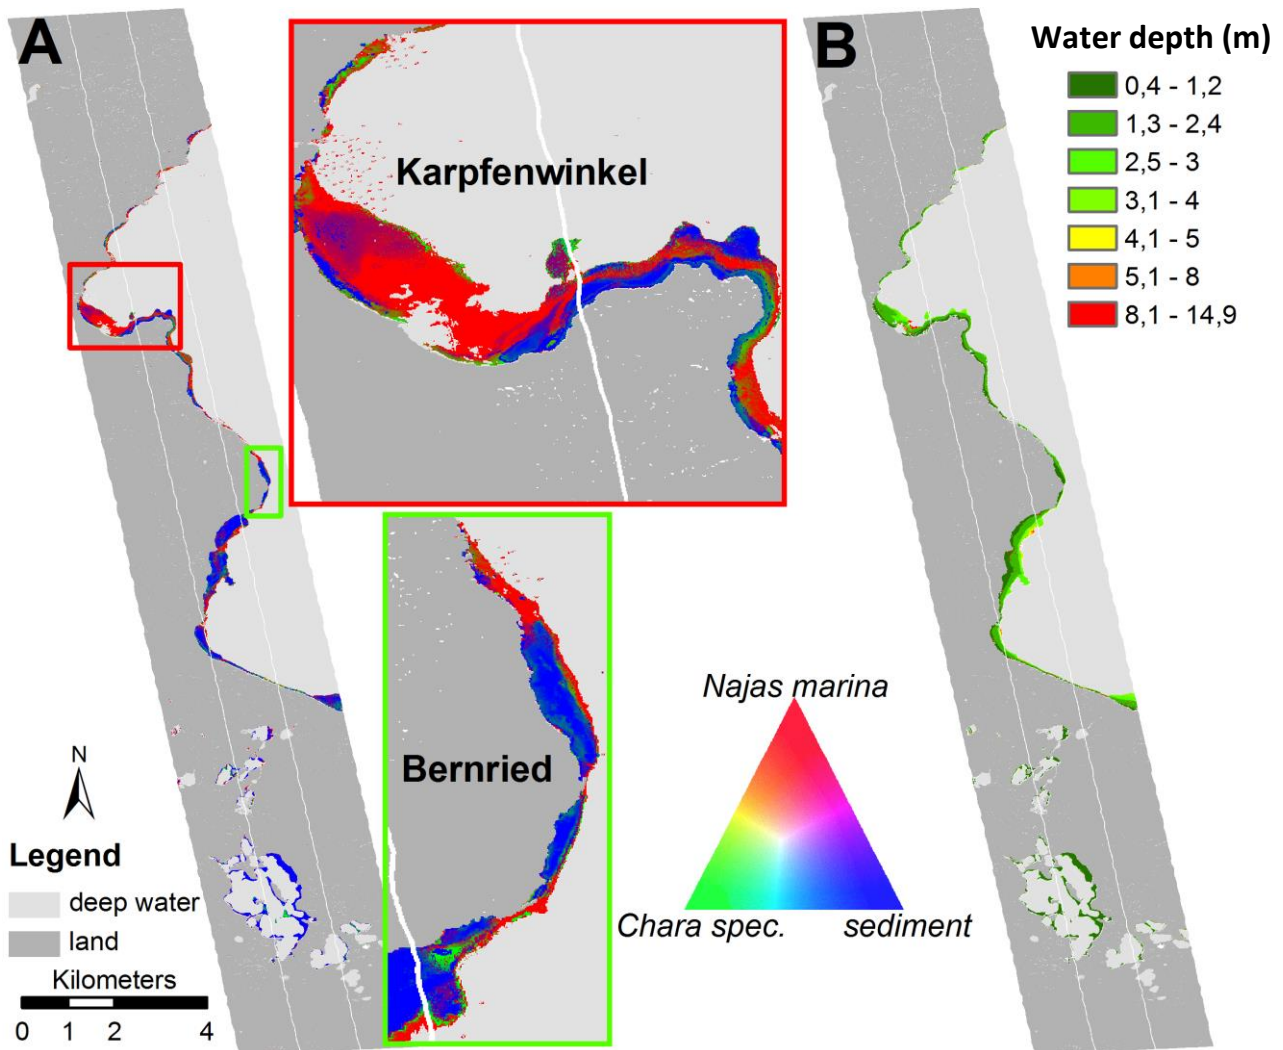 A
B
Water depth (m)
0,4 - 1,2
1,3 - 2,4
2,5 - 3
3,1 - 4
4,1 - 5
5,1 - 8
8,1 - 14,9
Karpfenwinkel
Bernried
Najas marina
Chara spec.
sediment
N
Legend
deep water
land
Kilometers
0 1 2 4